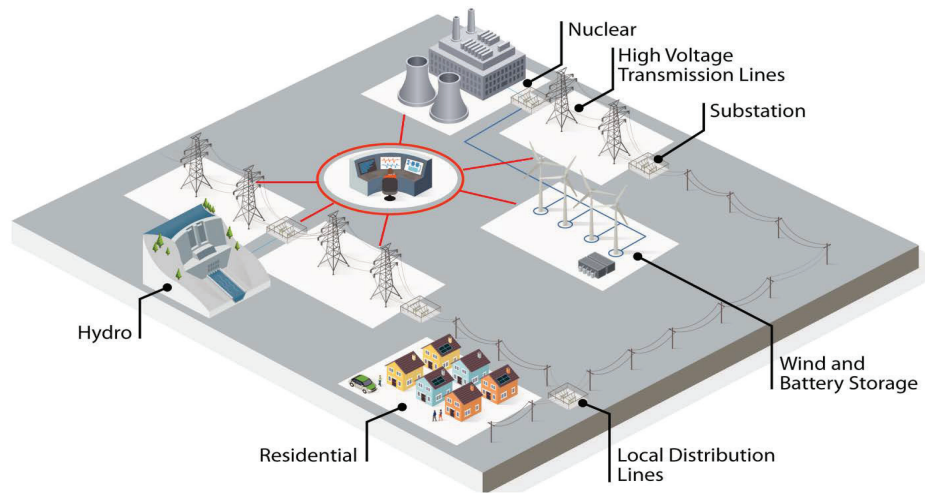 Nuclear
High Voltage
Transmission Lines
Substation
Hydro
Wind and
Battery Storage
Residential
Local Distribution
Lines